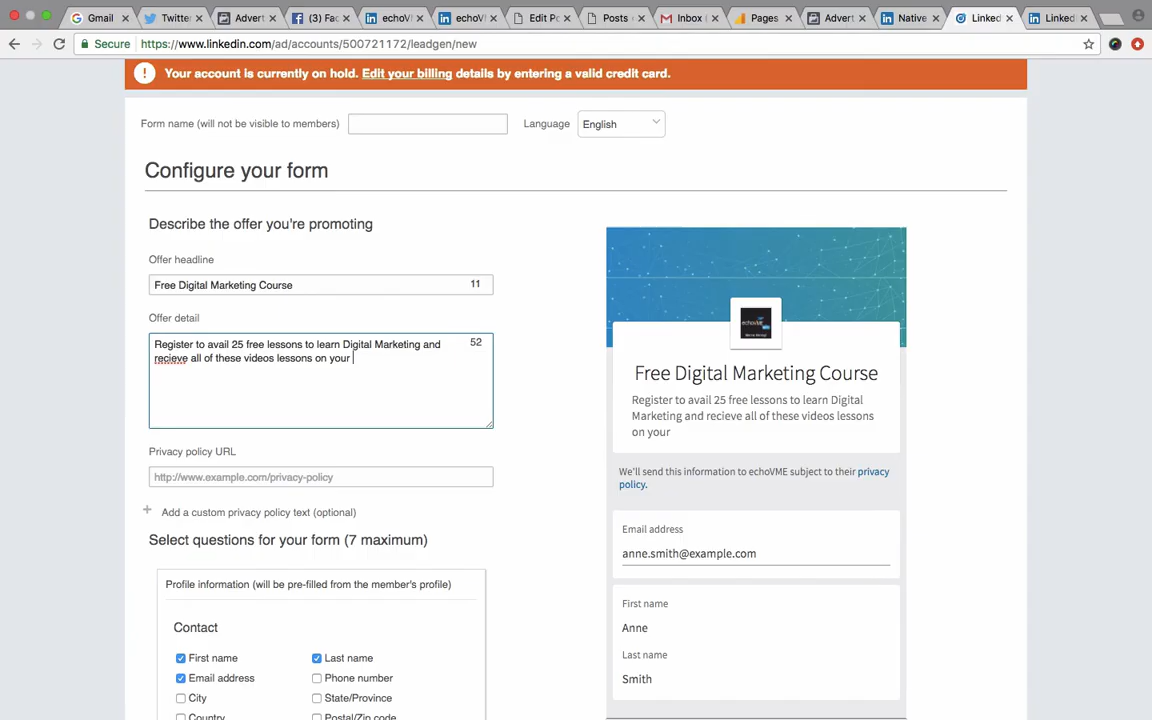 Gmail
Twitte
Advert
(3) Fac
echoV
echoV
Edit Po
Posts
Inbox (
Pages
Advert
Native
Linked
Linked
Secure
https://www.linkedin.com/ad/accounts/500721172/leadgen/new
Your account is currently on hold. Edit your billing details by entering a valid credit card.
Form name (will not be visible to members)
Language
English
Configure your form
Describe the offer you're promoting
Offer headline
Free Digital Marketing Course
11
Offer detail
Register to avail 25 free lessons to learn Digital Marketing and
52
recieve all of these videos lessons on your
Privacy policy URL
http://www.example.com/privacy-policy
Add a custom privacy policy text (optional)
Select questions for your form (7 maximum)
Profile information (will be pre-filled from the member's profile)
Contact
First name
Last name
Email address
Phone number
City
State/Province
Country
Postal/Zip code
echoVME
Free Digital Marketing Course
Register to avail 25 free lessons to learn Digital
Marketing and recieve all of these videos lessons
on your
We'll send this information to echoVME subject to their privacy
policy.
Email address
anne.smith@example.com
First name
Anne
Last name
Smith